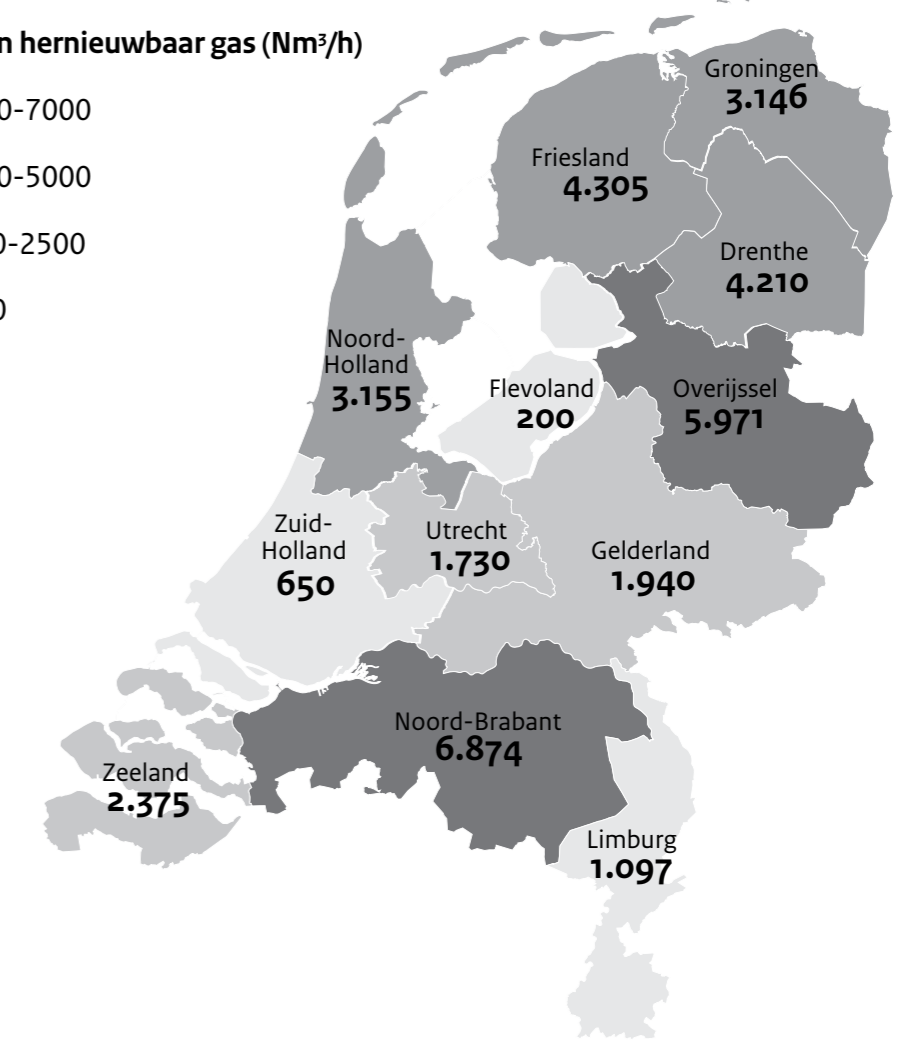 n hernieuwbaar gas (Nm³/h)
0-7000
0-5000
0-2500
0
Groningen
3.146
Friesland
4.305
Drenthe
4.210
Noord-
Holland
3.155
Flevoland
200
Overijssel
5.971
Zuid-
Holland
650
Utrecht
1.730
Gelderland
1.940
Noord-Brabant
6.874
Zeeland
2.375
Limburg
1.097